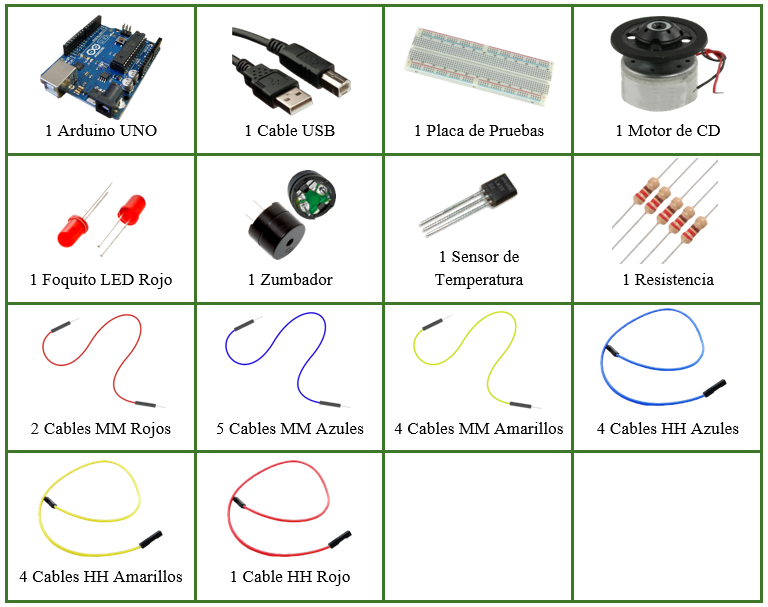 1 Arduino UNO
1 Cable USB
1 Placa de Pruebas
1 Motor de CD
1 Foquito LED Rojo
1 Zumbador
1 Sensor de
Temperatura
1 Resistencia
2 Cables MM Rojos
5 Cables MM Azules
4 Cables MM Amarillos
4 Cables HH Azules
4 Cables HH Amarillos
1 Cable HH Rojo